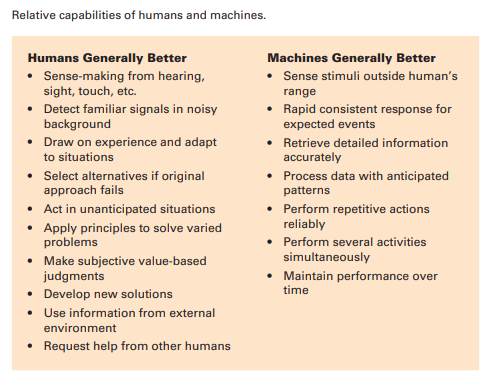 Relative capabilities of humans and machines.
Humans Generally Better
• Sense-making from hearing,
sight, touch, etc.
• Detect familiar signals in noisy
background
• Draw on experience and adapt
to situations
• Select alternatives if original
approach fails
• Act in unanticipated situations
• Apply principles to solve varied
problems
• Make subjective value-based
judgments
• Develop new solutions
• Use information from external
environment
• Request help from other humans
Machines Generally Better
• Sense stimuli outside human's
range
• Rapid consistent response for
expected events
• Retrieve detailed information
accurately
• Process data with anticipated
patterns
• Perform repetitive actions
reliably
• Perform several activities
simultaneously
• Maintain performance over
time